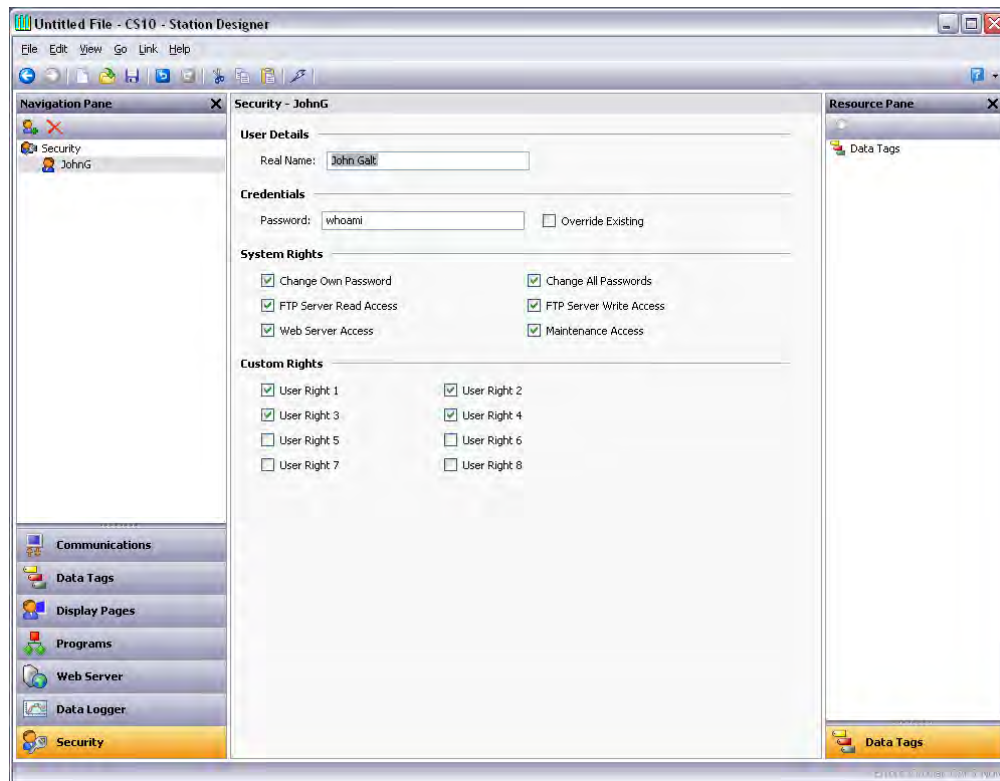 Untitled File - CS10 - Station Designer
File Edit View Go Link Help
Navigation Pane
Security
JohnG
Communications
Data Tags
Display Pages
Programs
Web Server
Data Logger
Security
Security - JohnG
User Details
Real Name: John Galt
Credentials
Password: whoami Override Existing
System Rights
Change Own Password Change All Passwords
FTP Server Read Access FTP Server Write Access
Web Server Access Maintenance Access
Custom Rights
User Right 1 User Right 2
User Right 3 User Right 4
User Right 5 User Right 6
User Right 7 User Right 8
Resource Pane
Data Tags
Data Tags